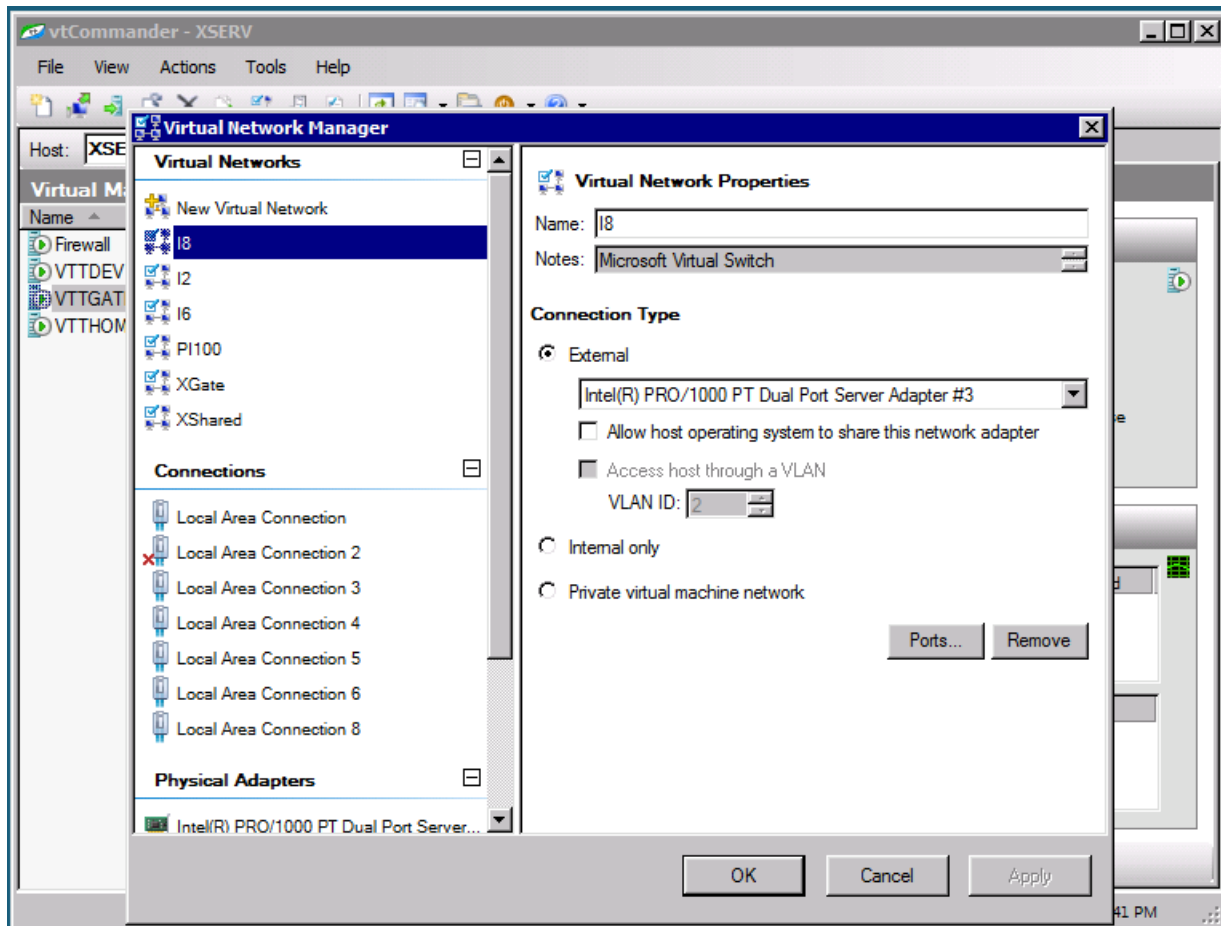 vtCommander - XSERV
File View Actions Tools Help
Host: XSE
Virtual Ma
Name
Firewall
VTTDEV
VTTGAT
VTTHOM
Virtual Network Manager
Virtual Networks
New Virtual Network
I8
I2
I6
PI100
XGate
XShared
Connections
Local Area Connection
Local Area Connection 2
Local Area Connection 3
Local Area Connection 4
Local Area Connection 5
Local Area Connection 6
Local Area Connection 8
Physical Adapters
Intel(R) PRO/1000 PT Dual Port Server...
Virtual Network Properties
Name: I8
Notes: Microsoft Virtual Switch
Connection Type
External
Intel(R) PRO/1000 PT Dual Port Server Adapter #3
Allow host operating system to share this network adapter
Access host through a VLAN
VLAN ID: 2
Internal only
Private virtual machine network
Ports... Remove
OK Cancel Apply
41 PM